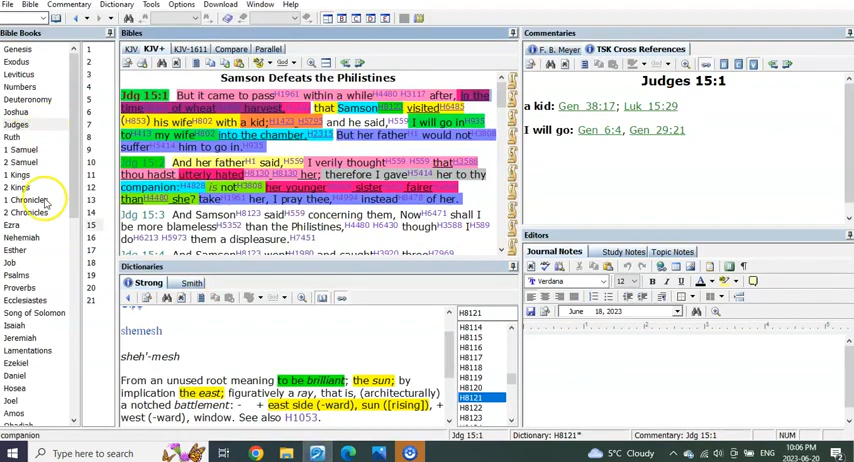 File Bible Commentary Dictionary Tools Options Download Window Help
Bible Books
Genesis
Exodus
Leviticus
Numbers
Deuteronomy
Joshua
Judges
Ruth
1 Samuel
2 Samuel
1 Kings
2 Kings
1 Chronicles
2 Chronicles
Ezra
Nehemiah
Esther
Job
Psalms
Proverbs
Ecclesiastes
Song of Solomon
Isaiah
Jeremiah
Lamentations
Ezekiel
Daniel
Hosea
Joel
Amos
Obadiah
1
2
3
4
5
6
7
8
9
10
11
12
13
14
15
16
17
18
19
20
21
Bibles
KJV KJV+ KJV-1611 Compare Parallel
Samson Defeats the Philistines
Jdg 15:1 But it came to pass H1961 within a while H4480 H3117 after, in the
time of wheat harvest, that Samson H8123 visited H6485
(H853) his wife H802 with a kid; H1423 H5795 and he said, H559 I will go in
to H413 my wife H802 into the chamber. H2315 But her father H1 would not H3808
suffer H5414 him to go in.
Jdg 15:2 And her father H1 said, H559 I verily thought H559 H559 that H3588
thou hadst utterly hated H8130 H8130 her; therefore I gave H5414 her to thy
companion: H4828 is not H3808 her younger sister fairer
than H4480 she? take H1961 her, I pray thee, H4994 instead of her.
Jdg 15:3 And Samson H8123 said H559 concerning them, Now H6471 shall I
be more blameless H5352 than the Philistines, H4480 H6430 though H3588 I H589
do H6213 H5973 them a displeasure. H7451
Dictionaries
Strong Smith
shemesh
sheh'-mesh
From an unused root meaning to be brilliant; the sun; by
implication the east; figuratively a ray, that is, (architecturally)
a notched battlement: - + east side (-ward), sun ([rising]), +
west (-ward), window. See also H1053.
H8121
H8114
H8115
H8116
H8117
H8118
H8119
H8120
H8121
H8122
H8123
Commentaries
F. B. Meyer TSK Cross References
Judges 15:1
a kid: Gen 38:17; Luk 15:29
I will go: Gen 6:4, Gen 29:21
Editors
Journal Notes Study Notes Topic Notes
Verdana 12 B I U A
June 18, 2023
companion
Jdg 15:1 Dictionary: H8121* Commentary: Jdg 15:1 NUM
Type here to search
5°C Cloudy
ENG
10:06 PM
2023-06-20